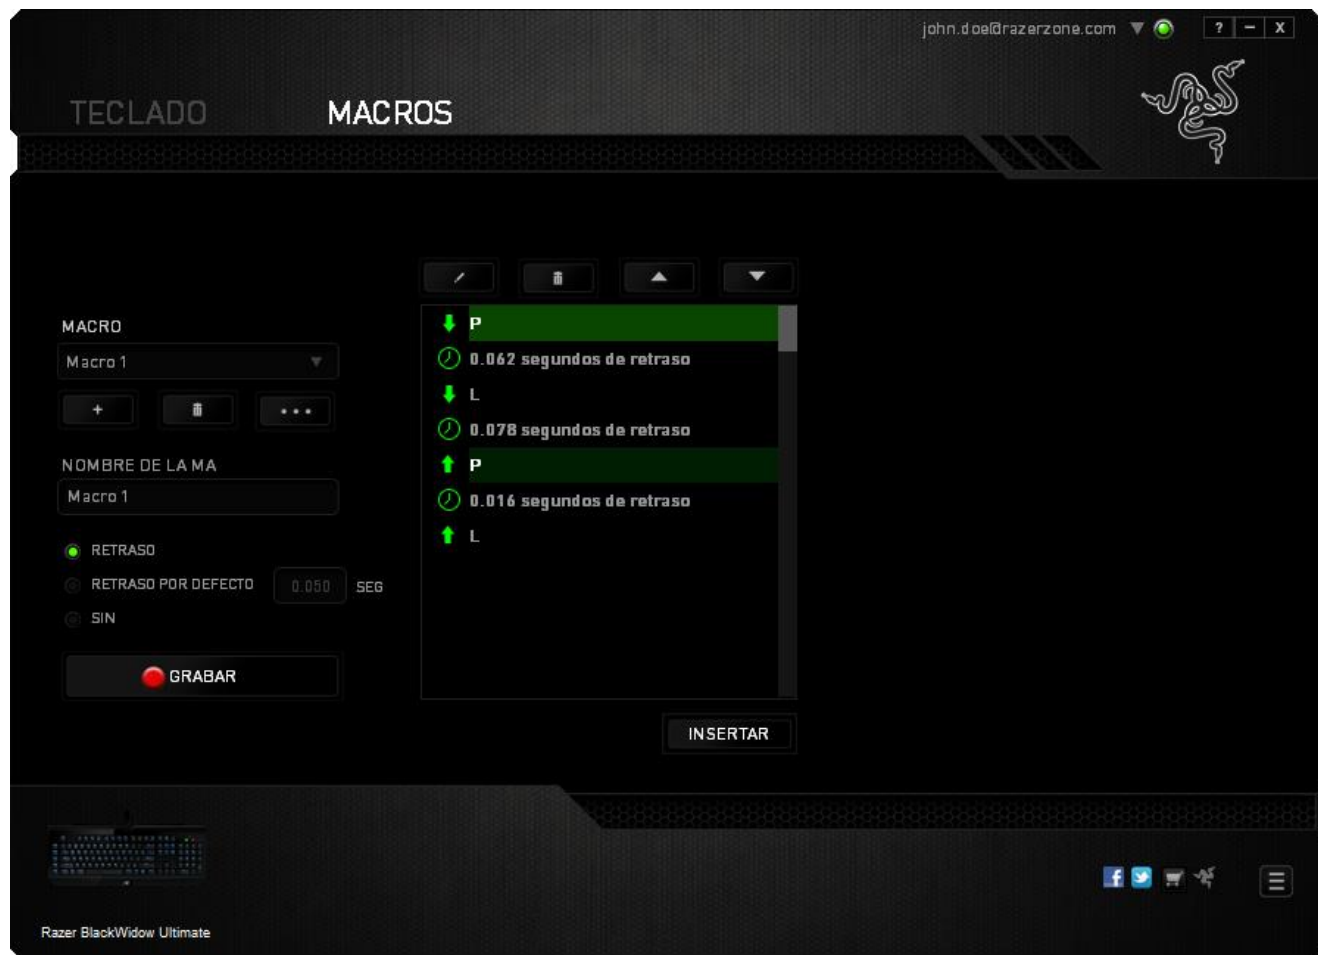 john.doe@razerzone.com
? – X
TECLADO MACROS
MACRO
Macro 1
+
NOMBRE DE LA MA
Macro 1
RETRASO
RETRASO POR DEFECTO 0.050 SEG
SIN
GRABAR
P
0.062 segundos de retraso
L
0.078 segundos de retraso
P
0.016 segundos de retraso
L
INSERTAR
Razer BlackWidow Ultimate